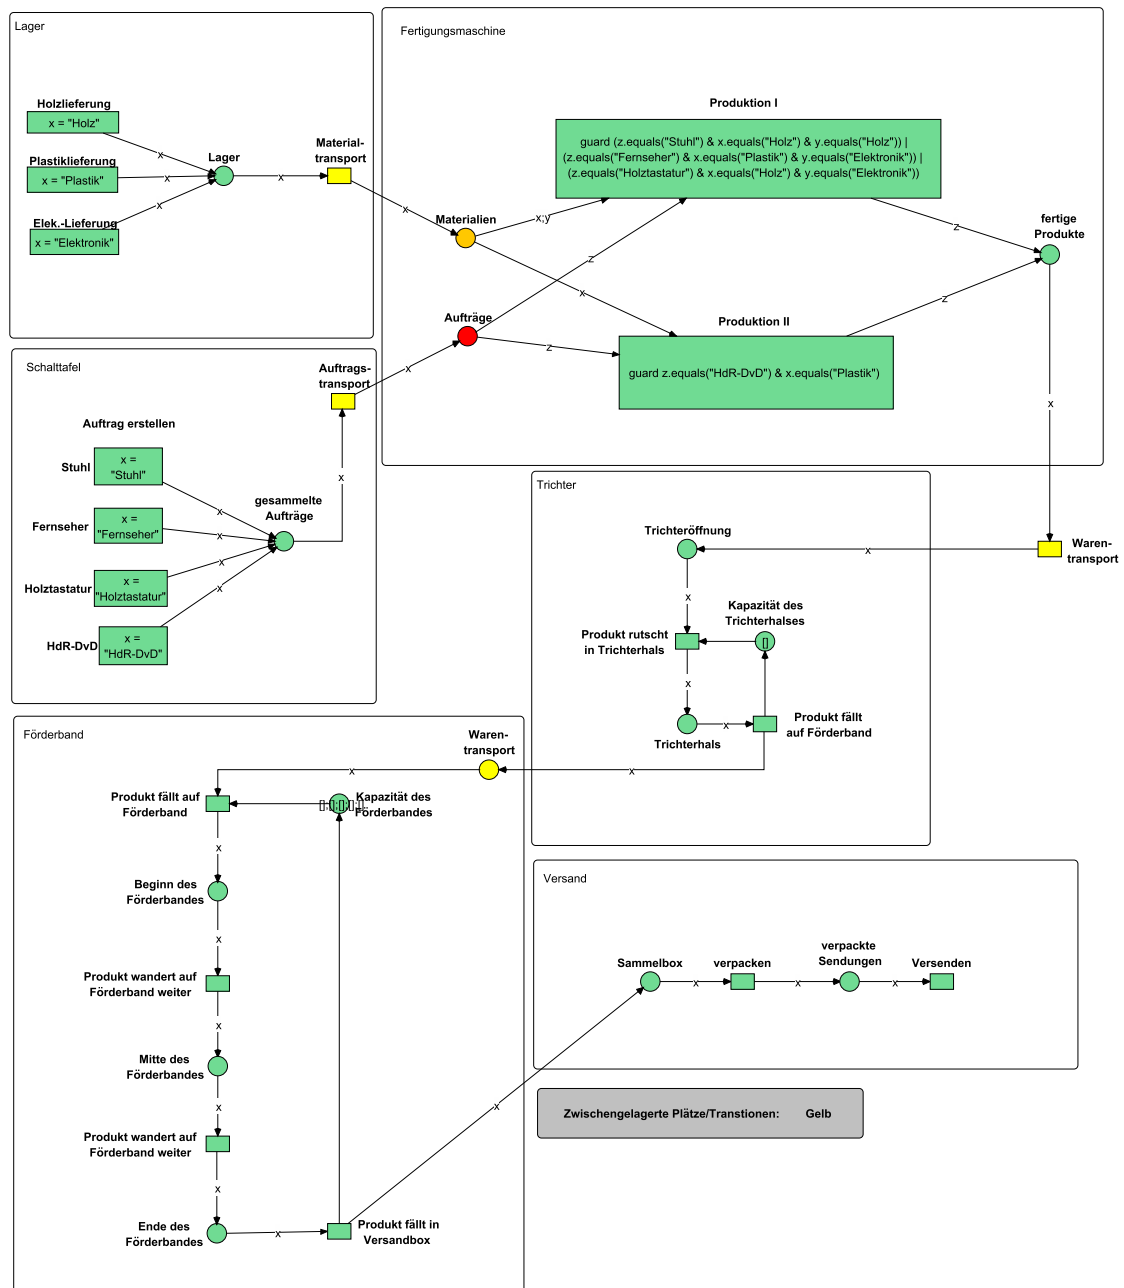 Lager
Holzlieferung
x = "Holz"
x
Plastiklieferung
x = "Plastik"
x
Elek.-Lieferung
x = "Elektronik"
x
Lager
x
Material-
transport
x
Fertigungsmaschine
Produktion I
guard (z.equals("Stuhl") & x.equals("Holz") & y.equals("Holz")) |
(z.equals("Fernseher") & x.equals("Plastik") & y.equals("Elektronik")) |
(z.equals("Holztastatur") & x.equals("Holz") & y.equals("Elektronik"))
Materialien
x;y
z
x
Aufträge
z
Produktion II
guard z.equals("HdR-DvD") & x.equals("Plastik")
z
z
fertige
Produkte
x
Schalttafel
Auftrags-
transport
x
Auftrag erstellen
Stuhl
x =
"Stuhl"
x
Fernseher
x =
"Fernseher"
x
Holztastatur
x =
"Holztastatur"
x
HdR-DvD
x =
"HdR-DvD"
x
gesammelte
Aufträge
x
Trichter
Trichteröffnung
x
Waren-
transport
x
Produkt rutscht
in Trichterhals
Kapazität des
Trichterhalses
[]
x
Trichterhals
x
Produkt fällt
auf Förderband
x
Förderband
Waren-
transport
x
Produkt fällt auf
Förderband
[];[];[];[];[]
Kapazität des
Förderbandes
x
Beginn des
Förderbandes
x
Produkt wandert auf
Förderband weiter
x
Mitte des
Förderbandes
x
Produkt wandert auf
Förderband weiter
x
Ende des
Förderbandes
x
Produkt fällt in
Versandbox
x
Versand
Sammelbox
x
verpacken
x
verpackte
Sendungen
x
Versenden
Zwischengelagerte Plätze/Transtionen: Gelb